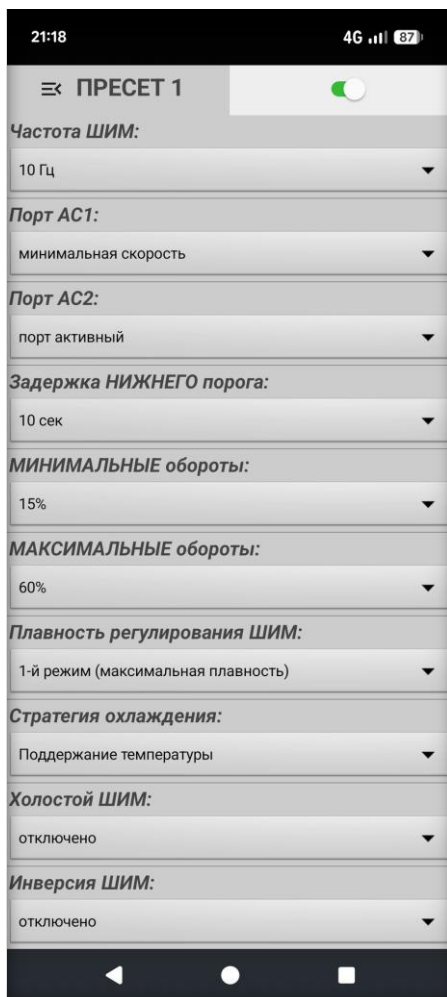 21:18
4G 87
ПРЕСЕТ 1
Частота ШИМ:
10 Гц
Порт АС1:
минимальная скорость
Порт АС2:
порт активный
Задержка НИЖНЕГО порога:
10 сек
МИНИМАЛЬНЫЕ обороты:
15%
МАКСИМАЛЬНЫЕ обороты:
60%
Плавность регулирования ШИМ:
1-й режим (максимальная плавность)
Стратегия охлаждения:
Поддержание температуры
Холостой ШИМ:
отключено
Инверсия ШИМ:
отключено